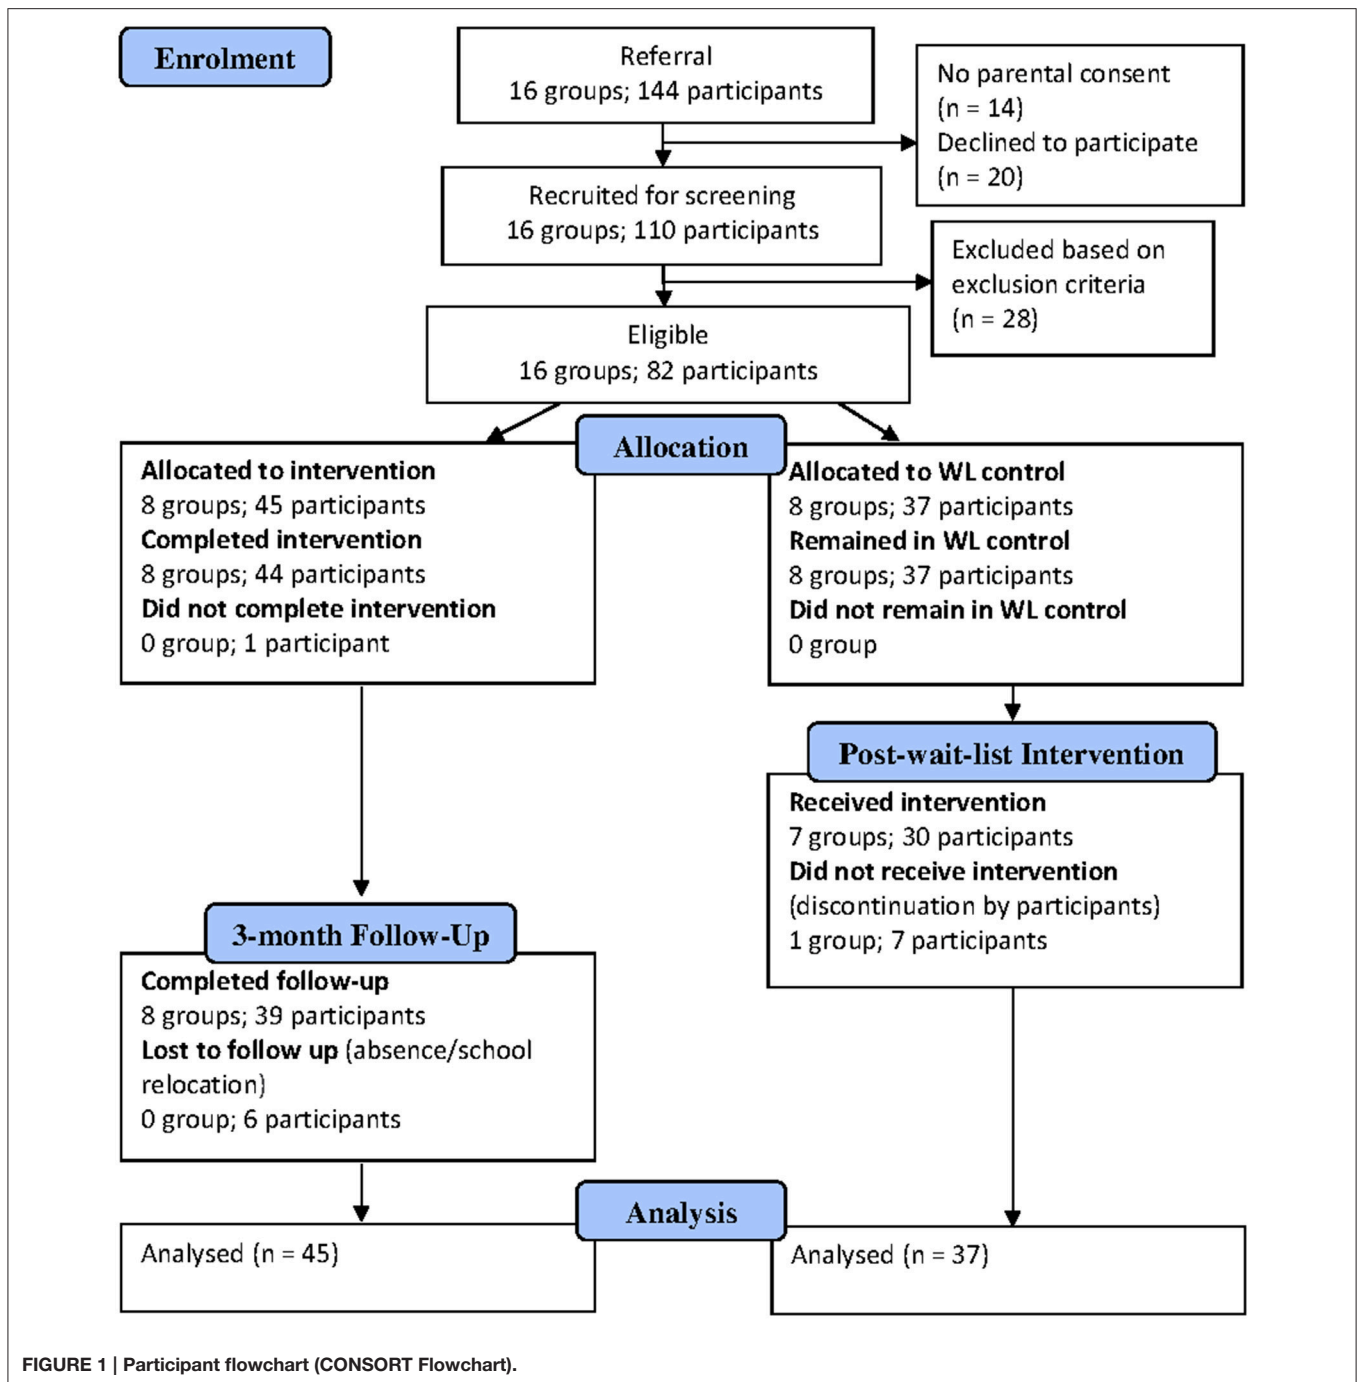 Enrolment
Referral
16 groups; 144 participants
No parental consent
(n = 14)
Declined to participate
(n = 20)
Recruited for screening
16 groups; 110 participants
Excluded based on
exclusion criteria
(n = 28)
Eligible
16 groups; 82 participants
Allocation
Allocated to intervention
8 groups; 45 participants
Completed intervention
8 groups; 44 participants
Did not complete intervention
0 group; 1 participant
Allocated to WL control
8 groups; 37 participants
Remained in WL control
8 groups; 37 participants
Did not remain in WL control
0 group
Post-wait-list Intervention
Received intervention
7 groups; 30 participants
Did not receive intervention
(discontinuation by participants)
1 group; 7 participants
3-month Follow-Up
Completed follow-up
8 groups; 39 participants
Lost to follow up (absence/school
relocation)
0 group; 6 participants
Analysis
Analysed (n = 45)
Analysed (n = 37)
FIGURE 1 | Participant flowchart (CONSORT Flowchart).